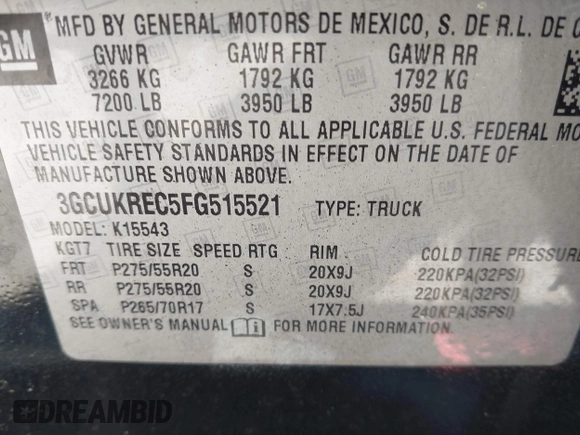 GM
MFD BY GENERAL MOTORS DE MEXICO, S. DE R.L. DE C
GVWR GAWR FRT GAWR RR
3266 KG 1792 KG 1792 KG
7200 LB 3950 LB 3950 LB
THIS VEHICLE CONFORMS TO ALL APPLICABLE U.S. FEDERAL MO
VEHICLE SAFETY STANDARDS IN EFFECT ON THE DATE OF
MANUFACTURE SHOWN ABOVE.
3GCUKREC5FG515521 TYPE: TRUCK
MODEL: K15543
KGT7 TIRE SIZE SPEED RTG RIM COLD TIRE PRESSURE
FRT P275/55R20 S 20X9J 220KPA(32PSI)
RR P275/55R20 S 20X9J 220KPA(32PSI)
SPA P265/70R17 S 17X7.5J 240KPA(35PSI)
SEE OWNER'S MANUAL i FOR MORE INFORMATION.
DREAMBID